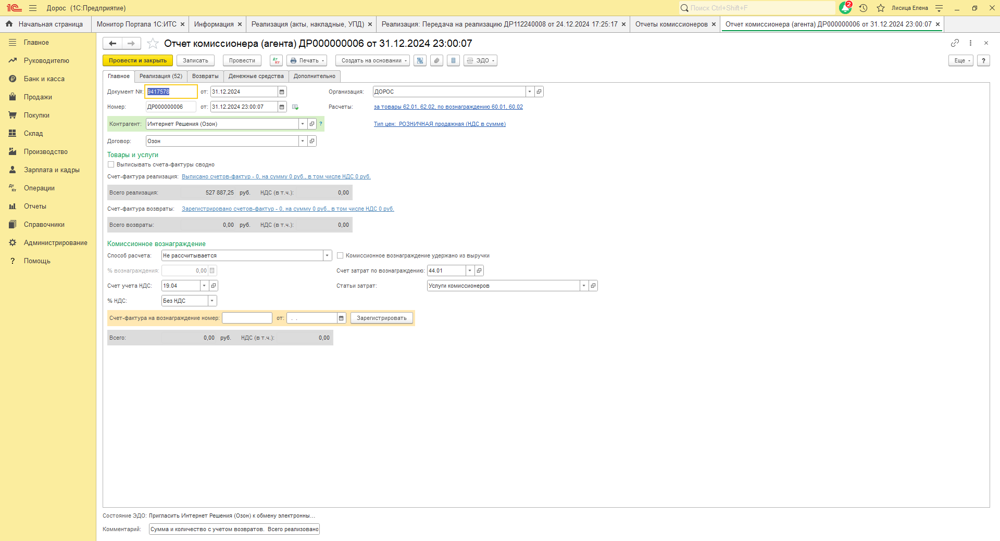 1С Дорос (1С:Предприятие) Поиск Ctrl+Shift+F 2 Лисица Елена
Начальная страница Монитор Портала 1С:ИТС × Информация × Реализация (акты, накладные, УПД) × Реализация: Передача на реализацию ДР112240008 от 24.12.2024 17:25:17 × Отчеты комиссионеров × Отчет комиссионера (агента) ДР000000006 от 31.12.2024 23:00:07 ×
Главное
Руководителю
Банк и касса
Продажи
Покупки
Склад
Производство
Зарплата и кадры
Дт Кт Операции
Отчеты
Справочники
Администрирование
? Помощь
Отчет комиссионера (агента) ДР000000006 от 31.12.2024 23:00:07
Провести и закрыть Записать Провести Дт Кт Печать Создать на основании ЭДО Еще ?
Главное Реализация (52) Возвраты Денежные средства Дополнительно
Документ №: 9417578 от: 31.12.2024 Организация: ДОРОС
Номер: ДР000000006 от: 31.12.2024 23:00:07 Расчеты: за товары 62.01, 62.02, по вознаграждению 60.01, 60.02
Контрагент: Интернет Решения (Озон) ? Тип цен: РОЗНИЧНАЯ продажная (НДС в сумме)
Договор: Озон
Товары и услуги
Выписывать счета-фактуры сводно
Счет-фактура реализация: Выписано счетов-фактур - 0, на сумму 0 руб., в том числе НДС 0 руб.
Всего реализация: 527 887,25 руб. НДС (в т.ч.): 0,00
Счет-фактура возвраты: Зарегистрировано счетов-фактур - 0, на сумму 0 руб., в том числе НДС 0 руб.
Всего возвраты: 0,00 руб. НДС (в т.ч.): 0,00
Комиссионное вознаграждение
Способ расчета: Не рассчитывается Комиссионное вознаграждение удержано из выручки
% вознаграждения: 0,00 Счет затрат по вознаграждению: 44.01
Счет учета НДС: 19.04 Статьи затрат: Услуги комиссионеров
% НДС: Без НДС
Счет-фактура на вознаграждение номер: от: . . Зарегистрировать
Всего: 0,00 руб. НДС (в т.ч.): 0,00
Состояние ЭДО: Пригласить Интернет Решения (Озон) к обмену электронны...
Комментарий: Сумма и количество с учетом возвратов. Всего реализовано